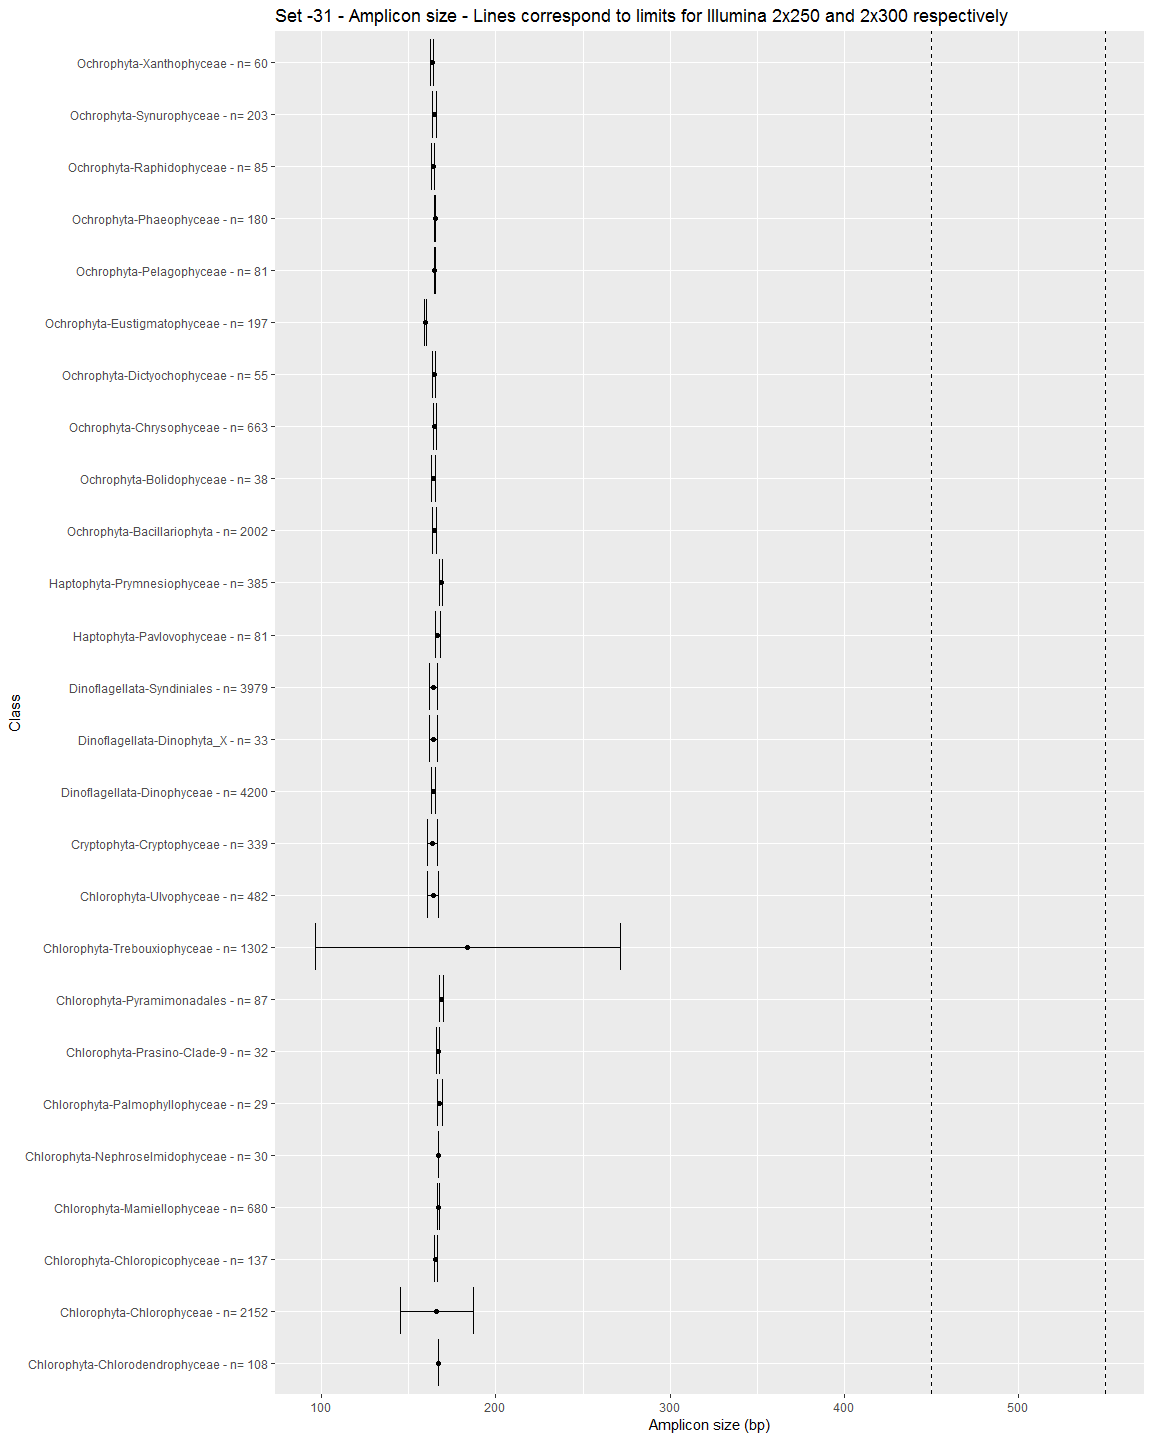 Set -31 - Amplicon size - Lines correspond to limits for Illumina 2x250 and 2x300 respectively
Class
Ochrophyta-Xanthophyceae - n= 60
Ochrophyta-Synurophyceae - n= 203
Ochrophyta-Raphidophyceae - n= 85
Ochrophyta-Phaeophyceae - n= 180
Ochrophyta-Pelagophyceae - n= 81
Ochrophyta-Eustigmatophyceae - n= 197
Ochrophyta-Dictyochophyceae - n= 55
Ochrophyta-Chrysophyceae - n= 663
Ochrophyta-Bolidophyceae - n= 38
Ochrophyta-Bacillariophyta - n= 2002
Haptophyta-Prymnesiophyceae - n= 385
Haptophyta-Pavlovophyceae - n= 81
Dinoflagellata-Syndiniales - n= 3979
Dinoflagellata-Dinophyta_X - n= 33
Dinoflagellata-Dinophyceae - n= 4200
Cryptophyta-Cryptophyceae - n= 339
Chlorophyta-Ulvophyceae - n= 482
Chlorophyta-Trebouxiophyceae - n= 1302
Chlorophyta-Pyramimonadales - n= 87
Chlorophyta-Prasino-Clade-9 - n= 32
Chlorophyta-Palmophyllophyceae - n= 29
Chlorophyta-Nephroselmidophyceae - n= 30
Chlorophyta-Mamiellophyceae - n= 680
Chlorophyta-Chloropicophyceae - n= 137
Chlorophyta-Chlorophyceae - n= 2152
Chlorophyta-Chlorodendrophyceae - n= 108
100 200 300 400 500
Amplicon size (bp)